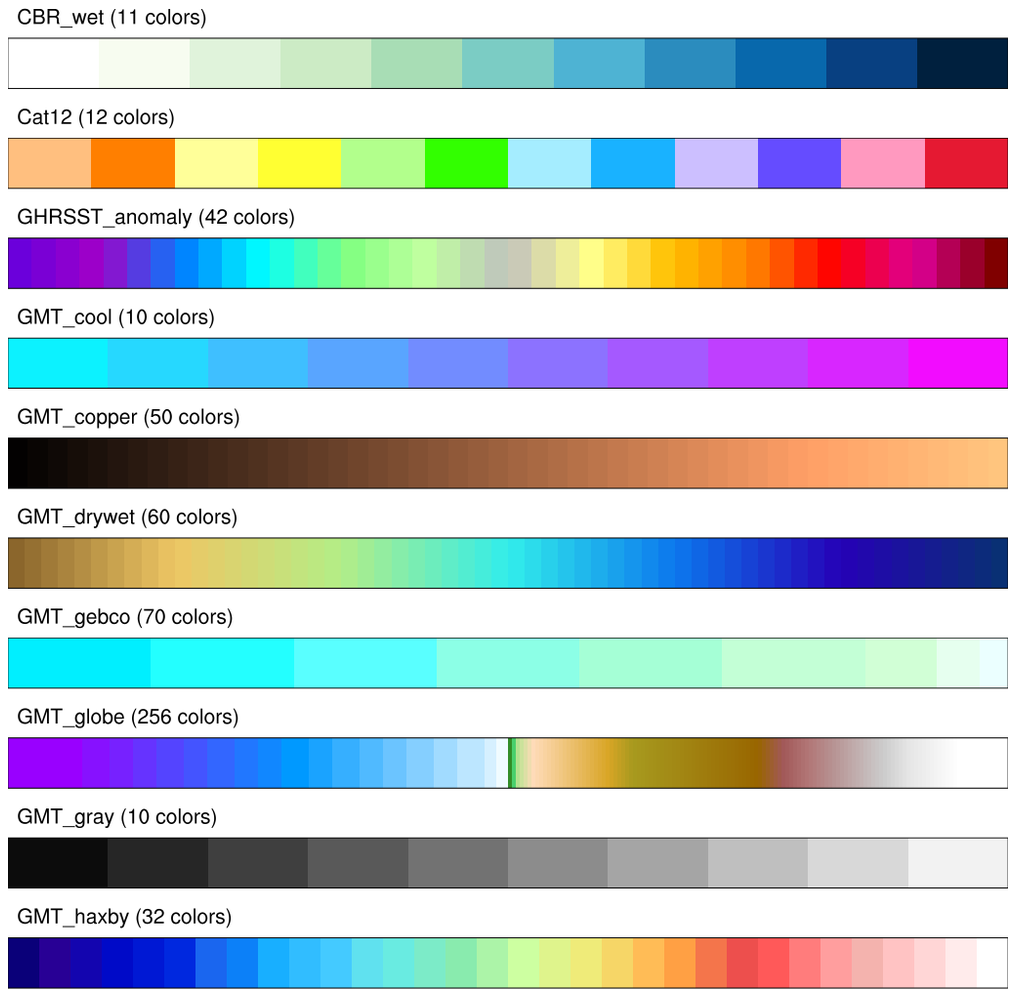 CBR_wet (11 colors)
Cat12 (12 colors)
GHRSST_anomaly (42 colors)
GMT_cool (10 colors)
GMT_copper (50 colors)
GMT_drywet (60 colors)
GMT_gebco (70 colors)
GMT_globe (256 colors)
GMT_gray (10 colors)
GMT_haxby (32 colors)